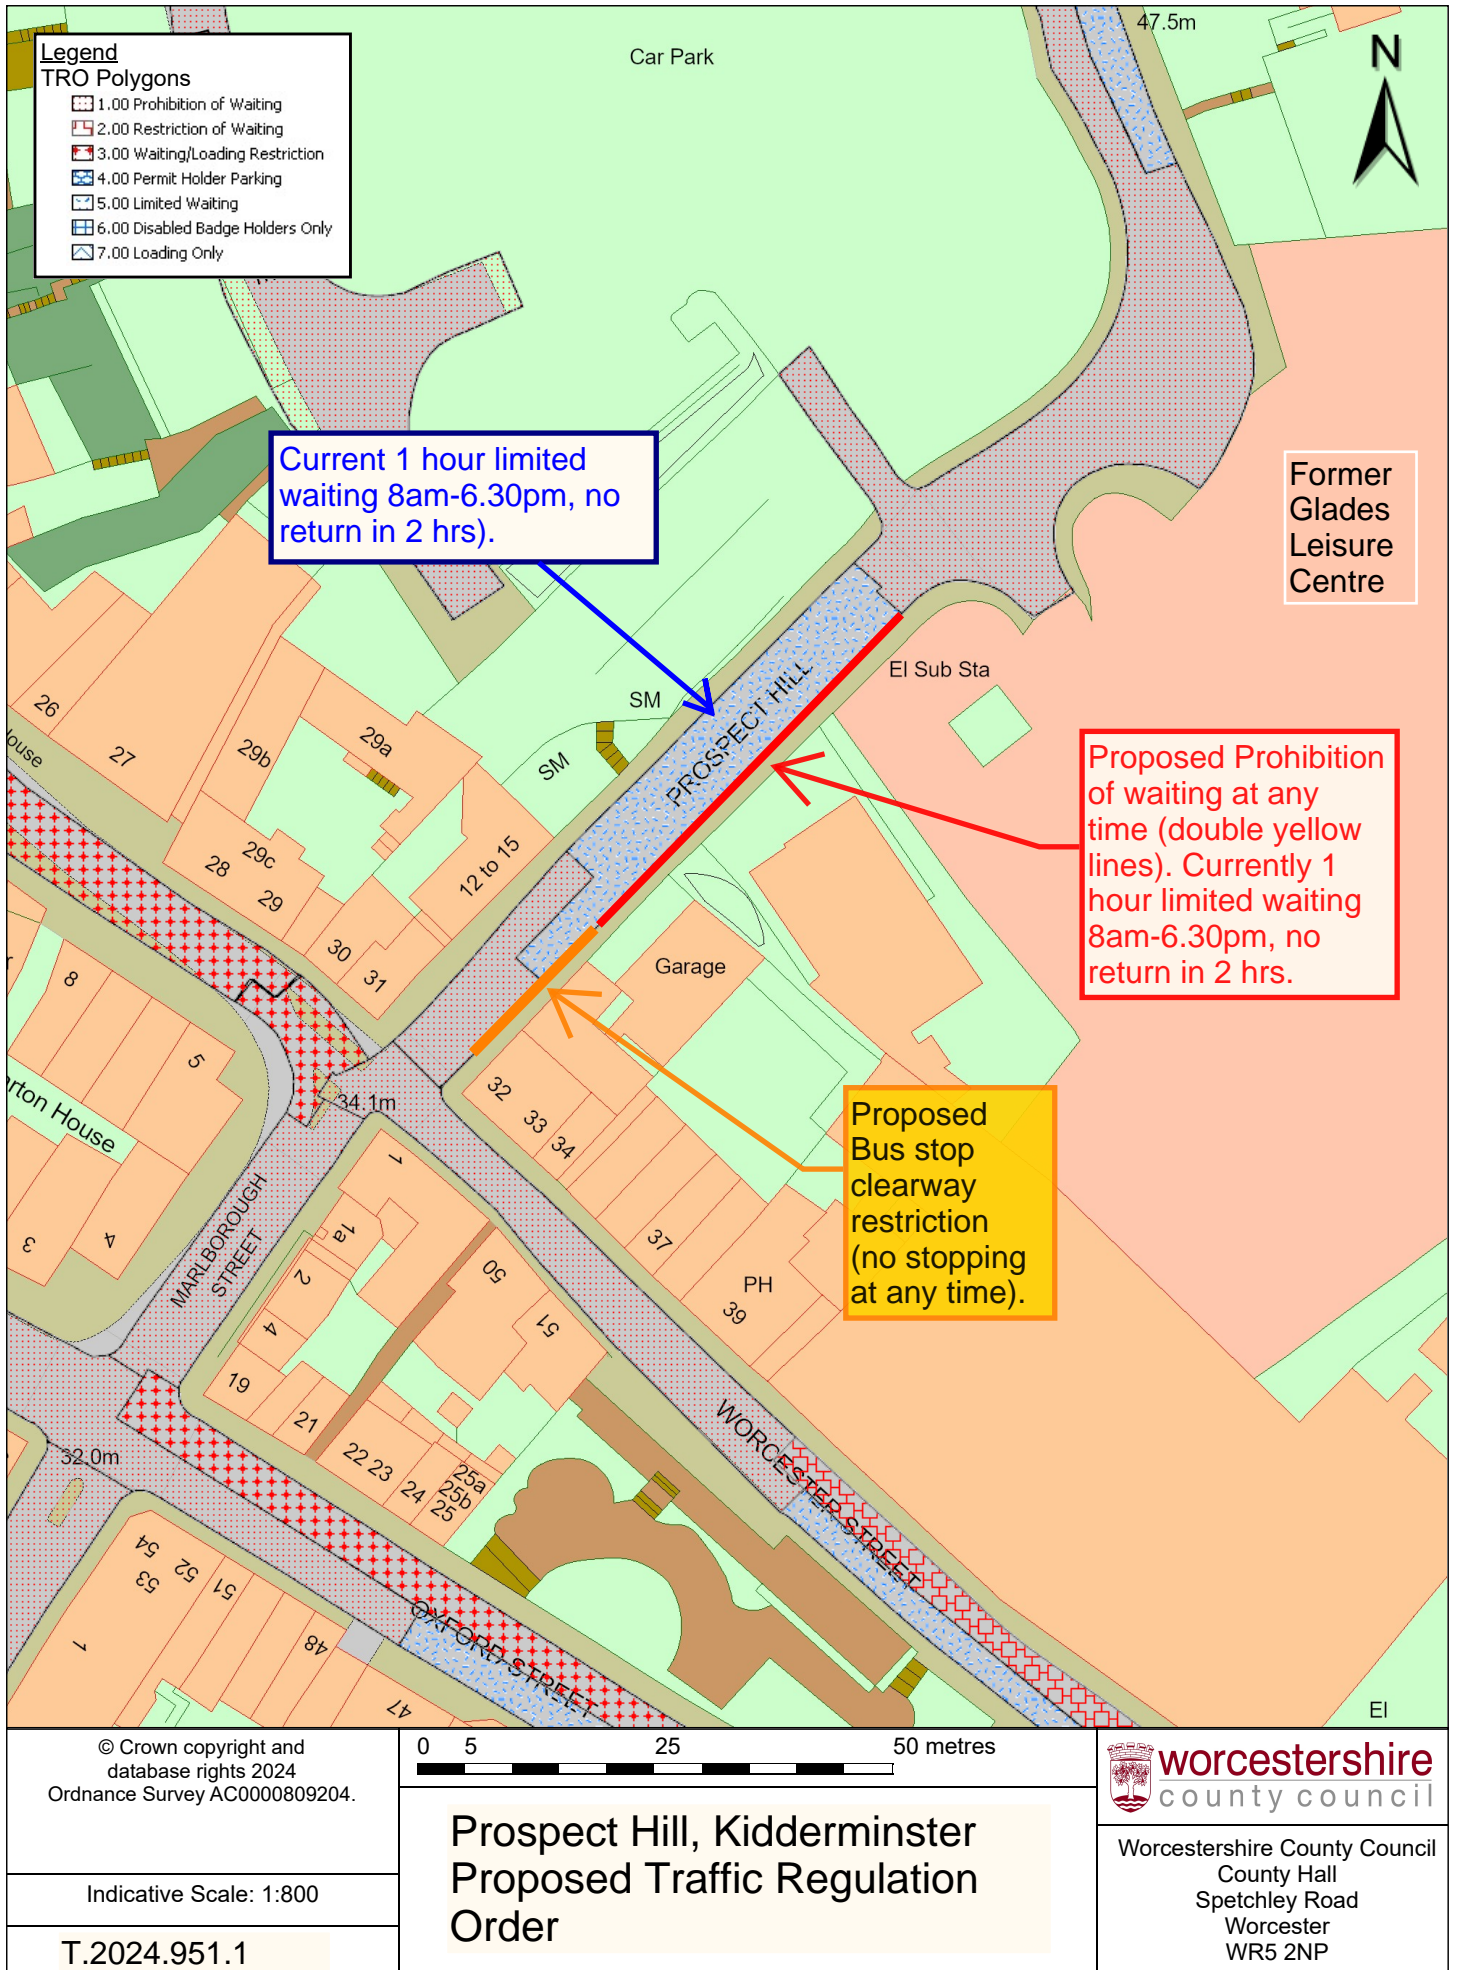 Legend
TRO Polygons
1.00 Prohibition of Waiting
2.00 Restriction of Waiting
3.00 Waiting/Loading Restriction
4.00 Permit Holder Parking
5.00 Limited Waiting
6.00 Disabled Badge Holders Only
7.00 Loading Only
Car Park
47.5m
N
Current 1 hour limited
waiting 8am-6.30pm, no
return in 2 hrs).
Former
Glades
Leisure
Centre
El Sub Sta
SM
SM
PROSPECT HILL
Proposed Prohibition
of waiting at any
time (double yellow
lines). Currently 1
hour limited waiting
8am-6.30pm, no
return in 2 hrs.
26
27
29b
29a
28
29c
29
12 to 15
30
31
Garage
8
5
3
4
34.1m
MARLBOROUGH
STREET
32
33
34
37
PH
39
Proposed
Bus stop
clearway
restriction
(no stopping
at any time).
1
1a
2
4
50
51
19
21
22
23
24
25a
25b
25
WORCESTER STREET
32.0m
54
53
52
51
48
47
1
OXFORD STREET
El
© Crown copyright and
database rights 2024
Ordnance Survey AC0000809204.
Indicative Scale: 1:800
T.2024.951.1
0 5 25 50 metres
Prospect Hill, Kidderminster
Proposed Traffic Regulation
Order
worcestershire
county council
Worcestershire County Council
County Hall
Spetchley Road
Worcester
WR5 2NP